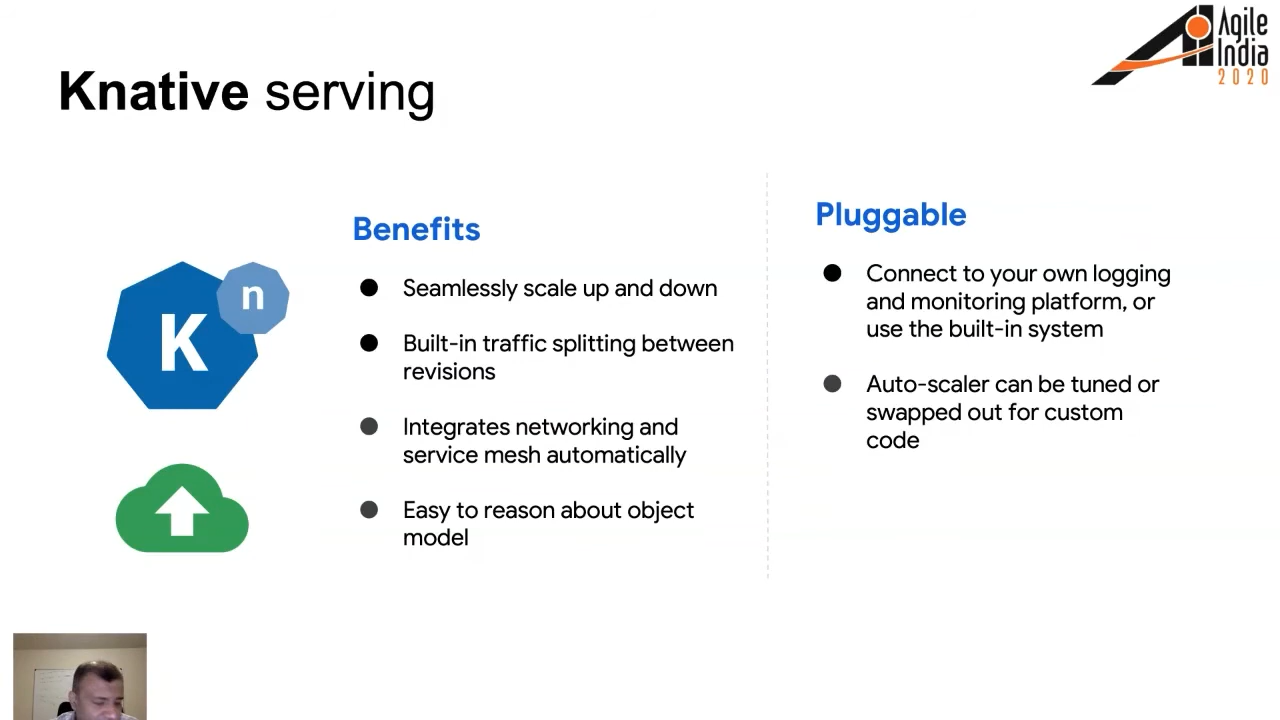 Agile
India
2020
Knative serving
K
n
Benefits
Seamlessly scale up and down
Built-in traffic splitting between
revisions
Integrates networking and
service mesh automatically
Easy to reason about object
model
Pluggable
Connect to your own logging
and monitoring platform, or
use the built-in system
Auto-scaler can be tuned or
swapped out for custom
code